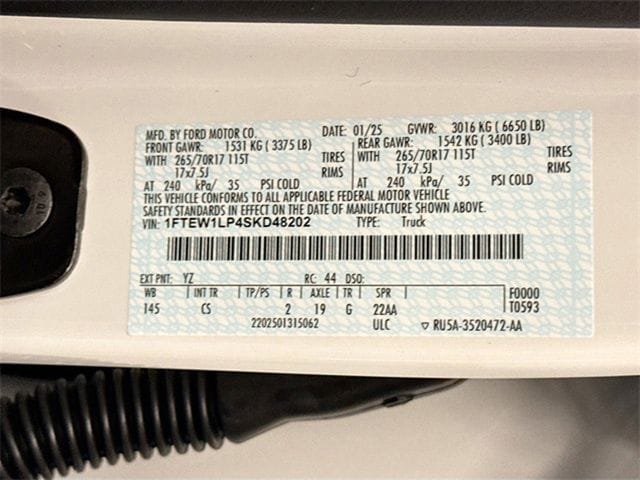 MFD. BY FORD MOTOR CO. DATE: 01/25 GVWR: 3016 KG ( 6650 LB)
FRONT GAWR: 1531 KG ( 3375 LB) REAR GAWR: 1542 KG ( 3400 LB)
WITH 265/70R17 115T TIRES WITH 265/70R17 115T TIRES
17x7.5J RIMS 17x7.5J RIMS
AT 240 kPa/ 35 PSI COLD AT 240 kPa/ 35 PSI COLD
THIS VEHICLE CONFORMS TO ALL APPLICABLE FEDERAL MOTOR VEHICLE
SAFETY STANDARDS IN EFFECT ON THE DATE OF MANUFACTURE SHOWN ABOVE.
VIN: 1FTEW1LP4SKD48202 TYPE: Truck
EXT PNT: YZ RC: 44 DSO:
WB INT TR TP/PS R AXLE TR SPR F0000
145 CS 2 19 G 22AA T0593
2202501315062 ULC ▽ RU5A-3520472-AA